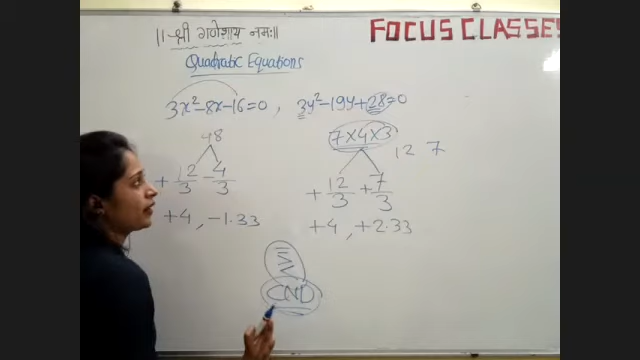 ॥ श्री गणेशाय नमः॥
FOCUS CLASSES
Quadratic Equations
3x²-8x-16=0 , 3y²-19y+28=0
48
7×4×3
12 7
+12/3 -4/3
+12/3 +7/3
+4 , -1.33
+4 , +2.33
CND